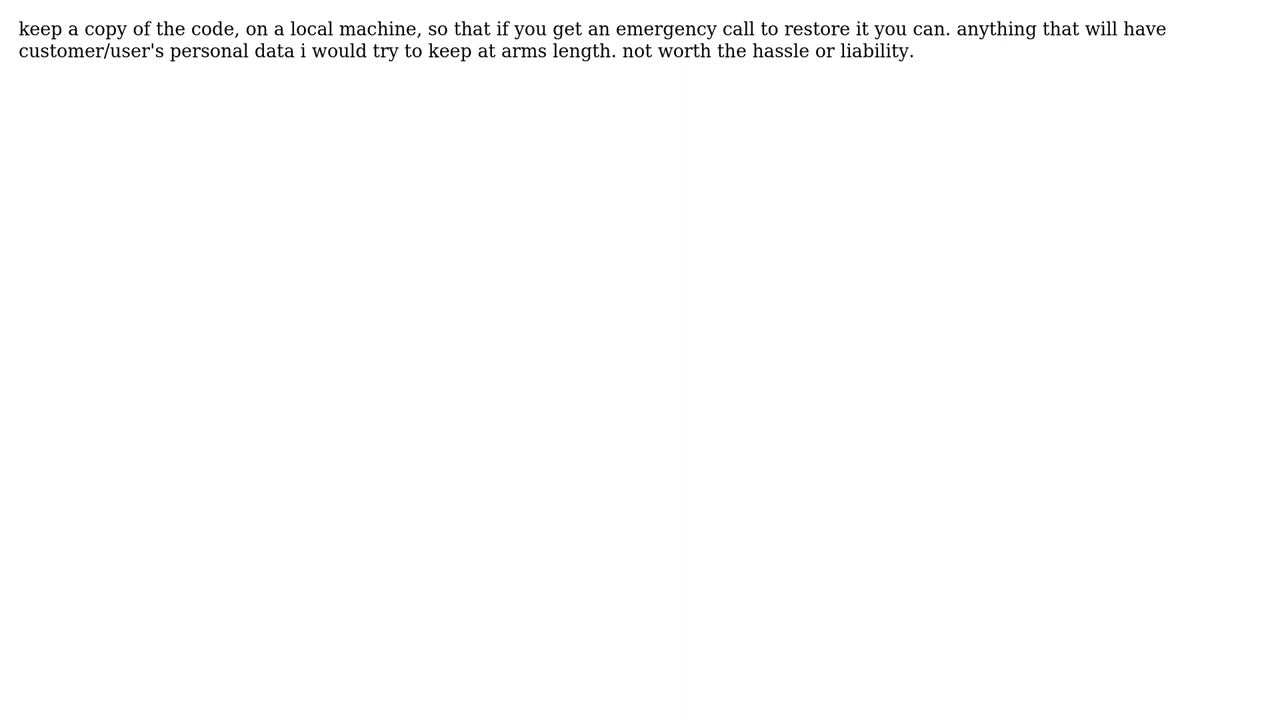 keep a copy of the code, on a local machine, so that if you get an emergency call to restore it you can. anything that will have
customer/user's personal data i would try to keep at arms length. not worth the hassle or liability.